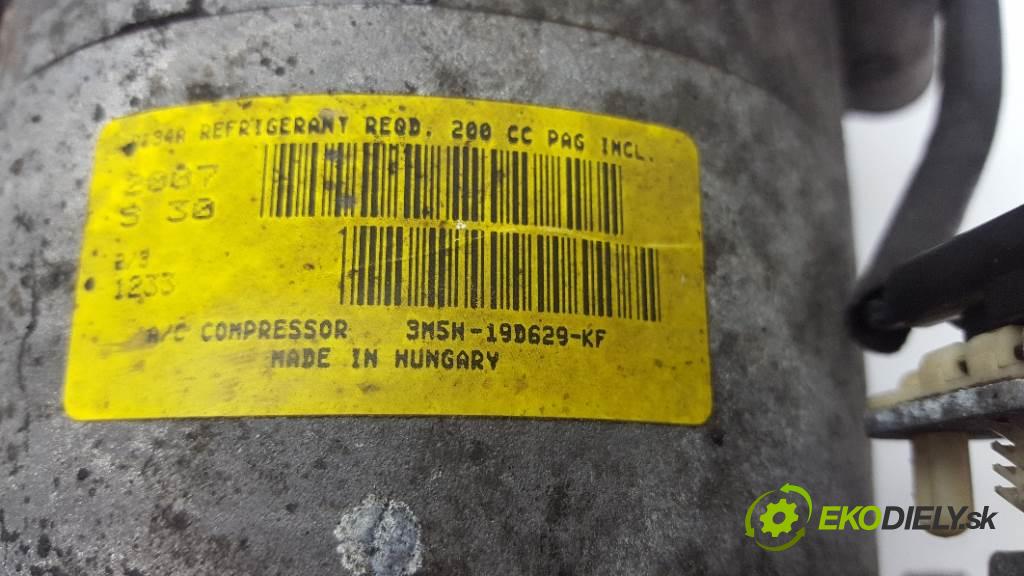 REFRIGERANT REQD. 200 CC PAG INCL.
2007
S 30
1233
A/C COMPRESSOR 3M5H-19D629-KF
MADE IN HUNGARY
EKODIELY.sk